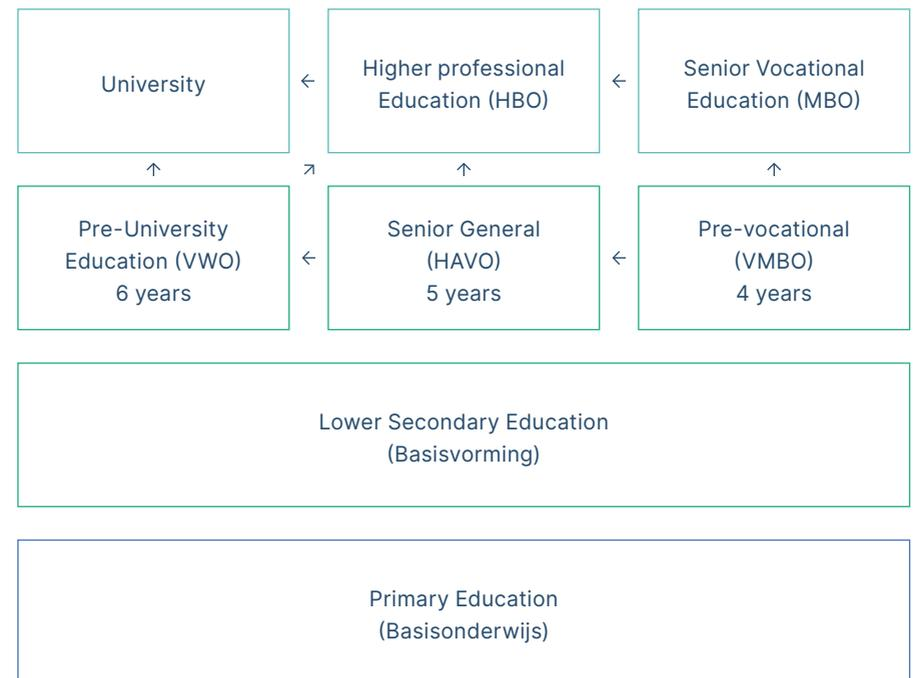 University
Higher professional
Education (HBO)
Senior Vocational
Education (MBO)
Pre-University
Education (VWO)
6 years
Senior General
(HAVO)
5 years
Pre-vocational
(VMBO)
4 years
Lower Secondary Education
(Basisvorming)
Primary Education
(Basisonderwijs)